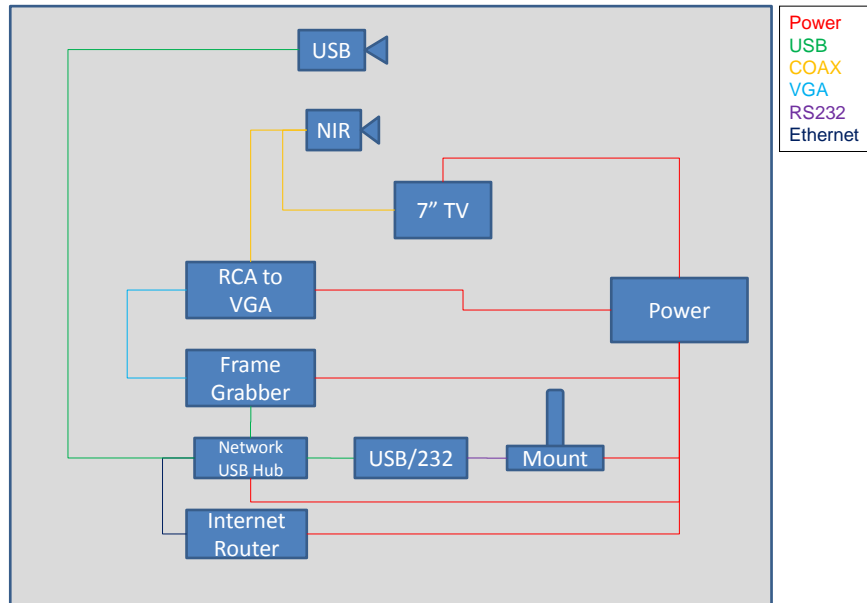 USB
NIR
7” TV
RCA to
VGA
Power
Frame
Grabber
Network
USB Hub
USB/232
Mount
Internet
Router
Power
USB
COAX
VGA
RS232
Ethernet